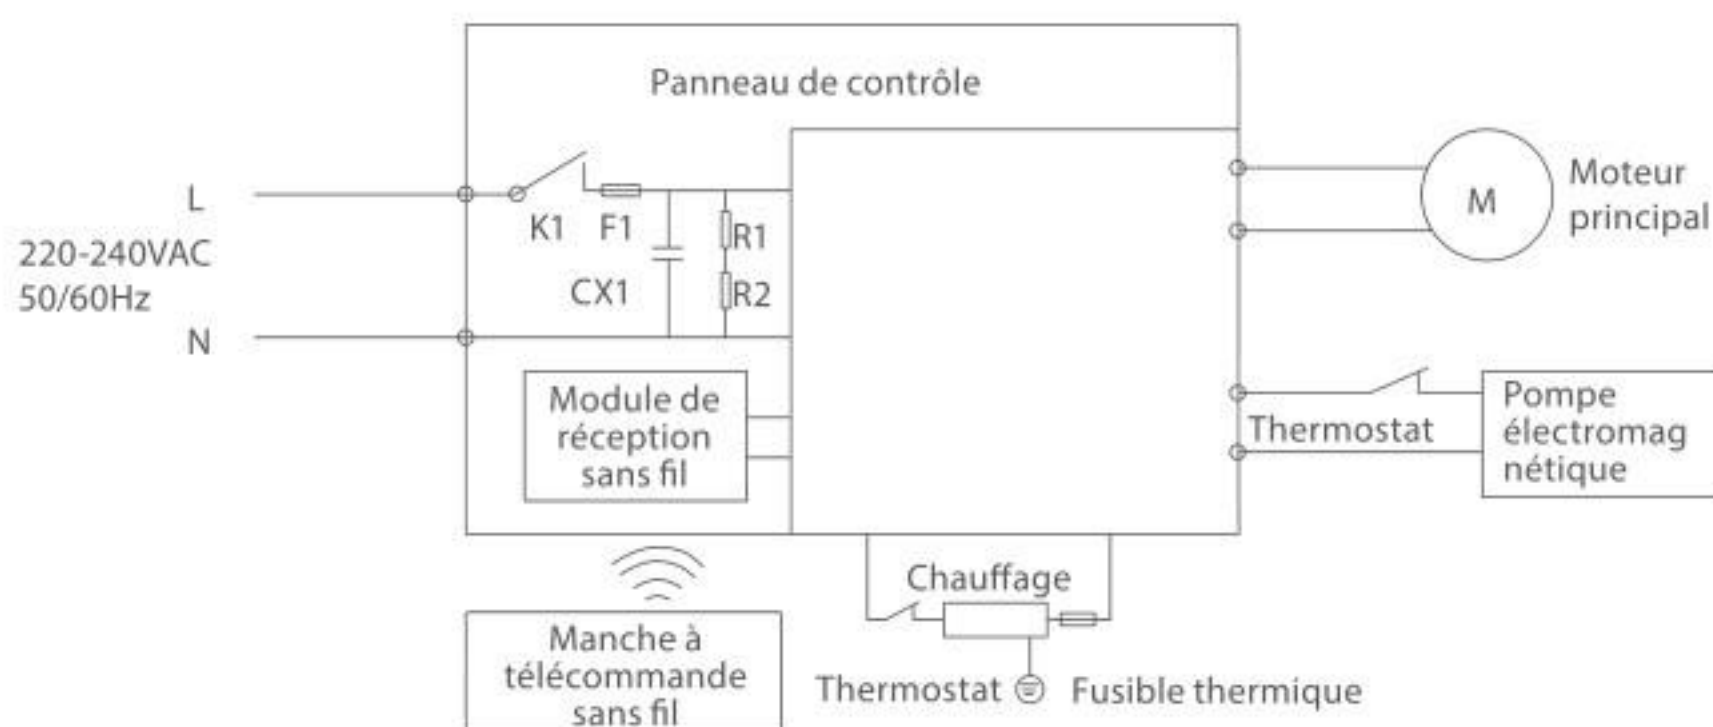 Panneau de contrôle
L
220-240VAC
50/60Hz
N
K1
F1
CX1
R1
R2
Module de
réception
sans fil
M
Moteur
principal
Thermostat
Pompe
électromag
nétique
Chauffage
Thermostat
Fusible thermique
Manche à
télécommande
sans fil